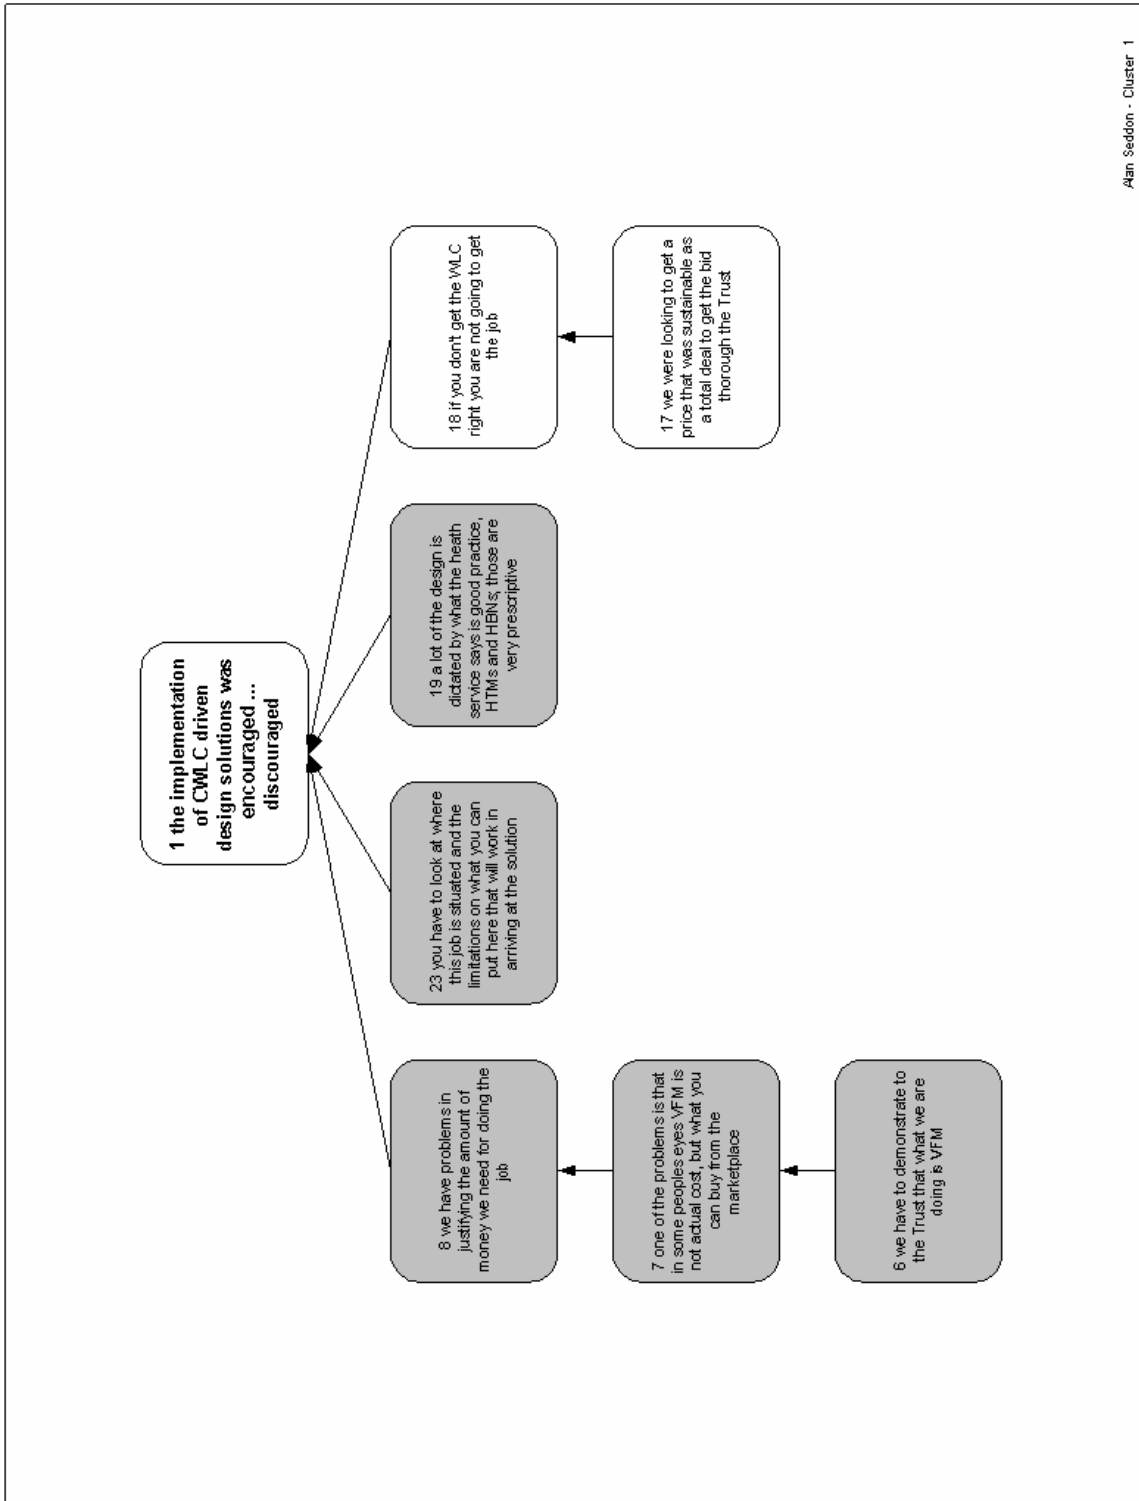 1 the implementation
of CWLC driven
design solutions was
encouraged ...
discouraged
8 we have problems in
justifying the amount of
money we need for doing the
job
23 you have to look at where
this job is situated and the
limitations on what you can
put here that will work in
arriving at the solution
19 a lot of the design is
dictated by what the heath
service says is good practice,
HTMs and HBNs; those are
very prescriptive
18 if you don't get the WLC
right you are not going to get
the job
7 one of the problems is that
in some peoples eyes VFM is
not actual cost, but what you
can buy from the
marketplace
17 we were looking to get a
price that was sustainable as
a total deal to get the bid
thorough the Trust
6 we have to demonstrate to
the Trust that what we are
doing is VFM
Alan Seddon - Cluster 1